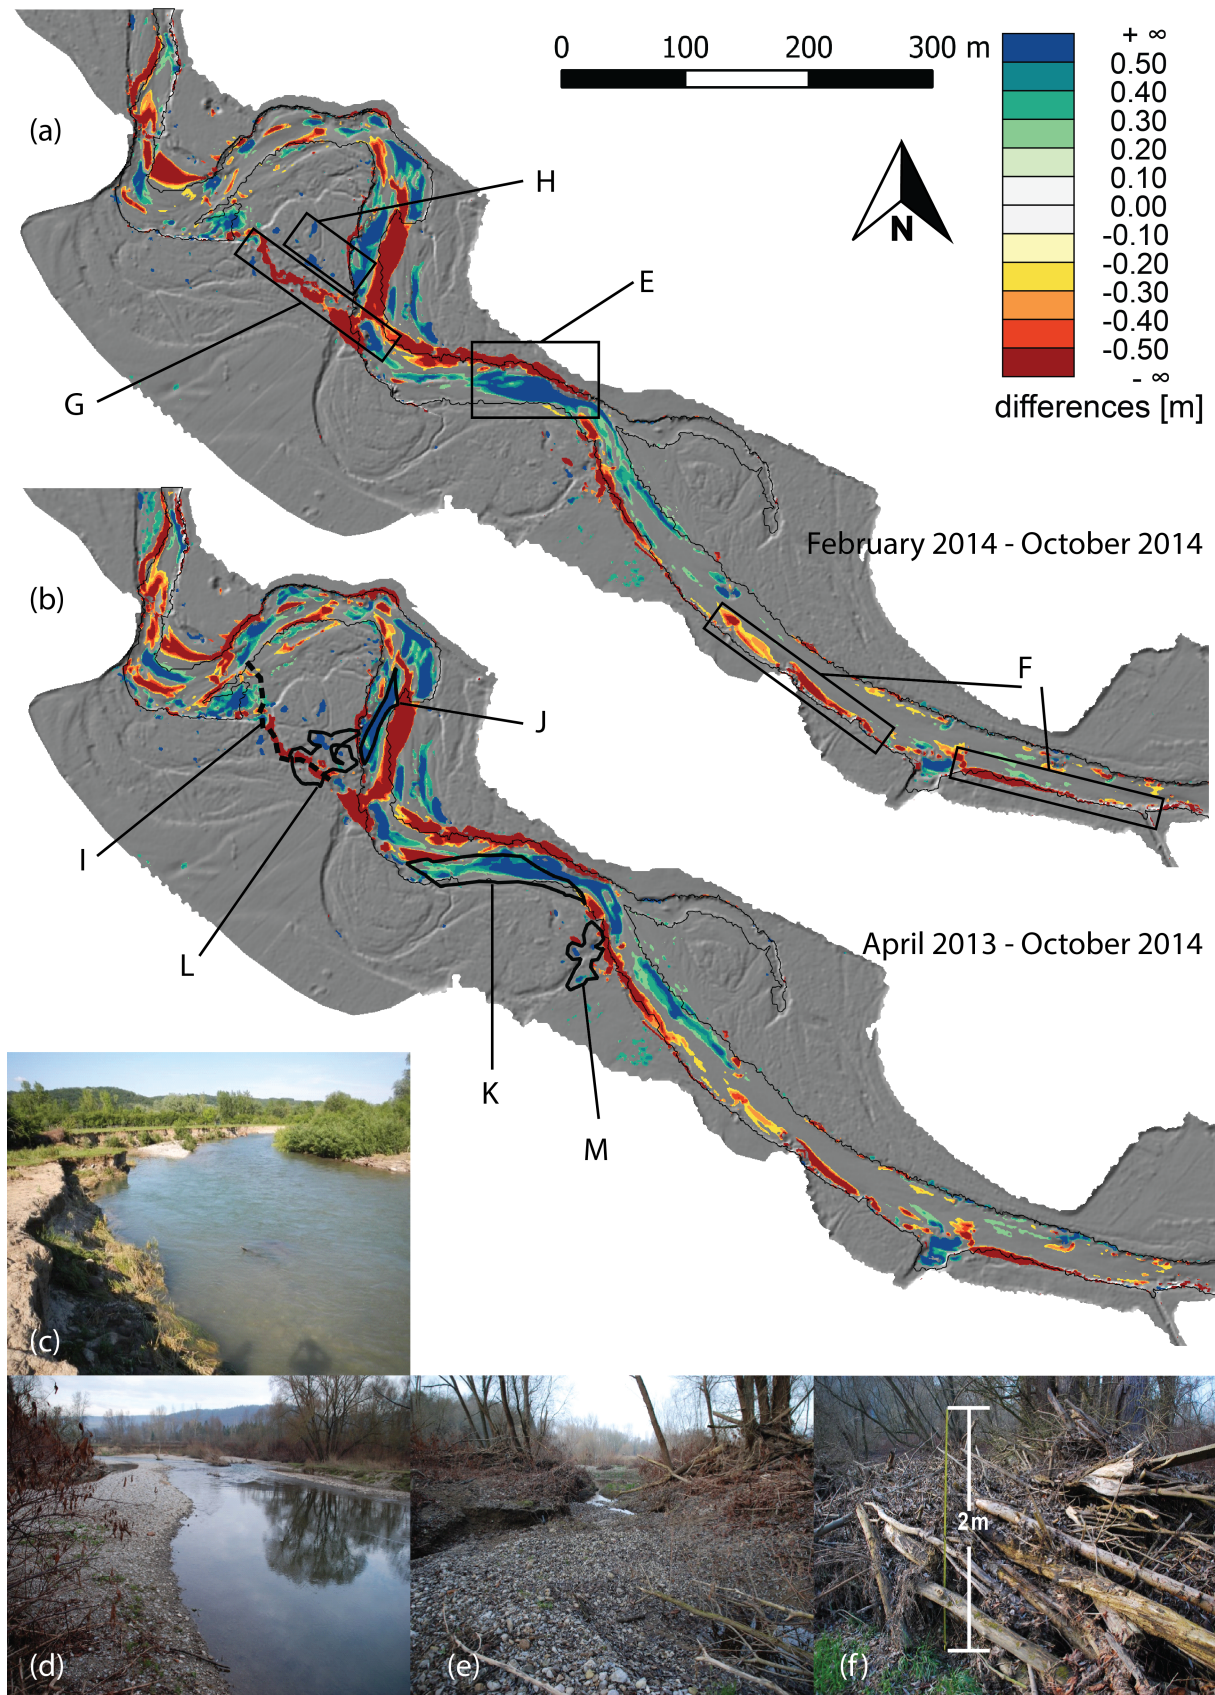 0 100 200 300 m
+ ∞
0.50
0.40
0.30
0.20
0.10
0.00
-0.10
-0.20
-0.30
-0.40
-0.50
- ∞
differences [m]
(a)
N
H
E
G
F
February 2014 - October 2014
(b)
J
I
L
K
M
April 2013 - October 2014
(c)
(d)
(e)
2m
(f)